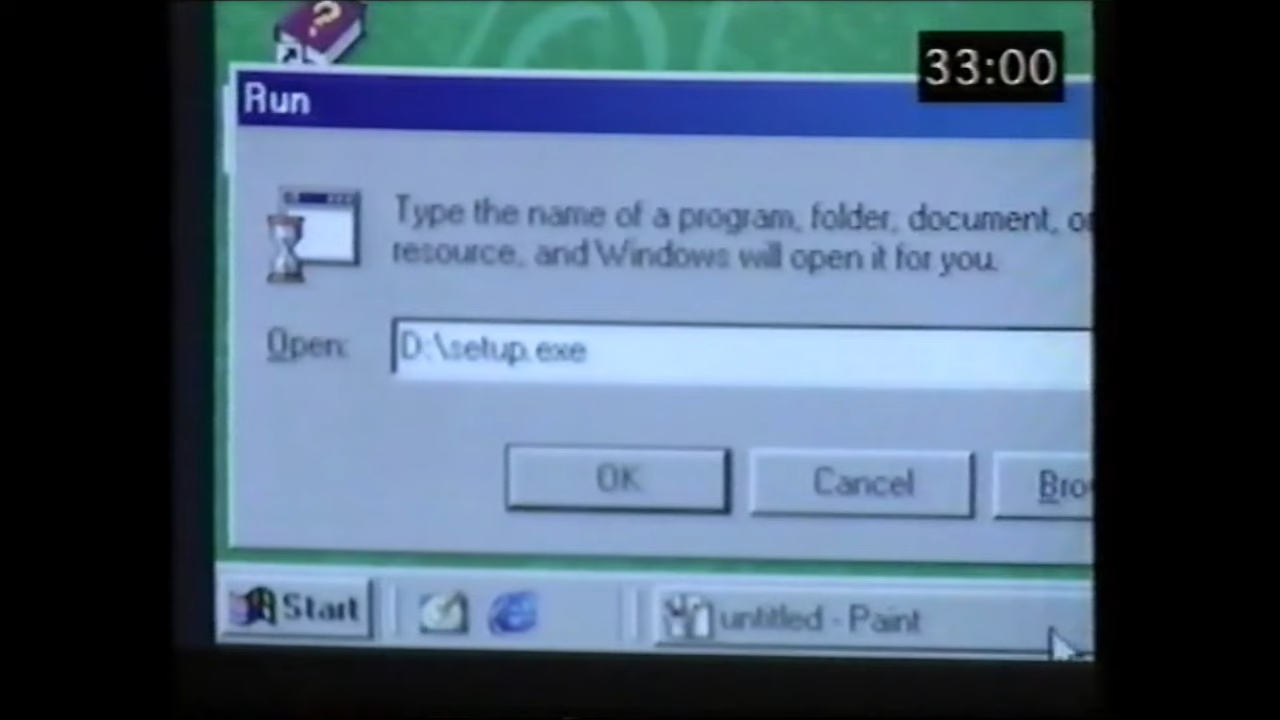 ?
33:00
Run
Type the name of a program, folder, document, or
resource, and Windows will open it for you.
Open: D:\setup.exe
OK Cancel Bro
Start untitled - Paint